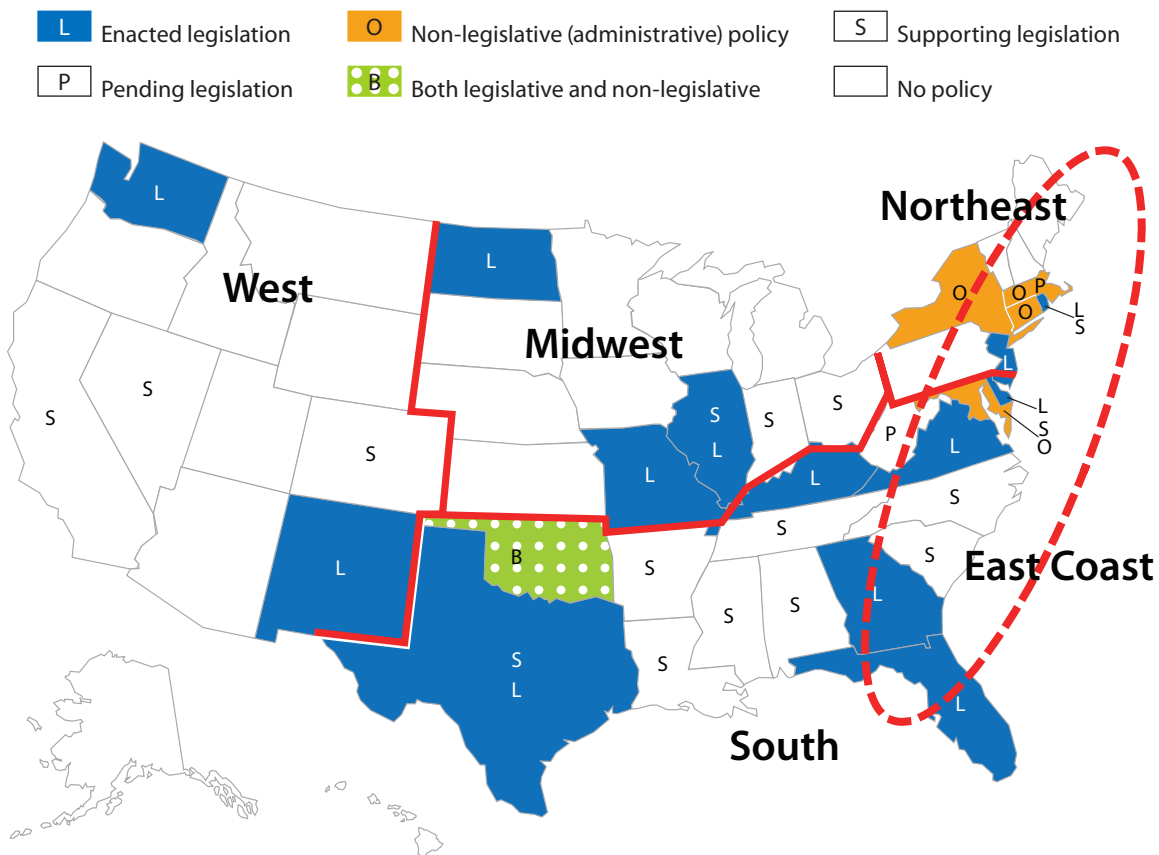 L Enacted legislation
O Non-legislative (administrative) policy
S Supporting legislation
P Pending legislation
B Both legislative and non-legislative
No policy
L
Northeast
West
L
O
O
P
O
L
S
Midwest
L
S
S
S
S
L
S
S
L
S
O
S
P
L
L
L
L
S
S
B
L
S
S
East Coast
L
S
S
S
S
L
L
South